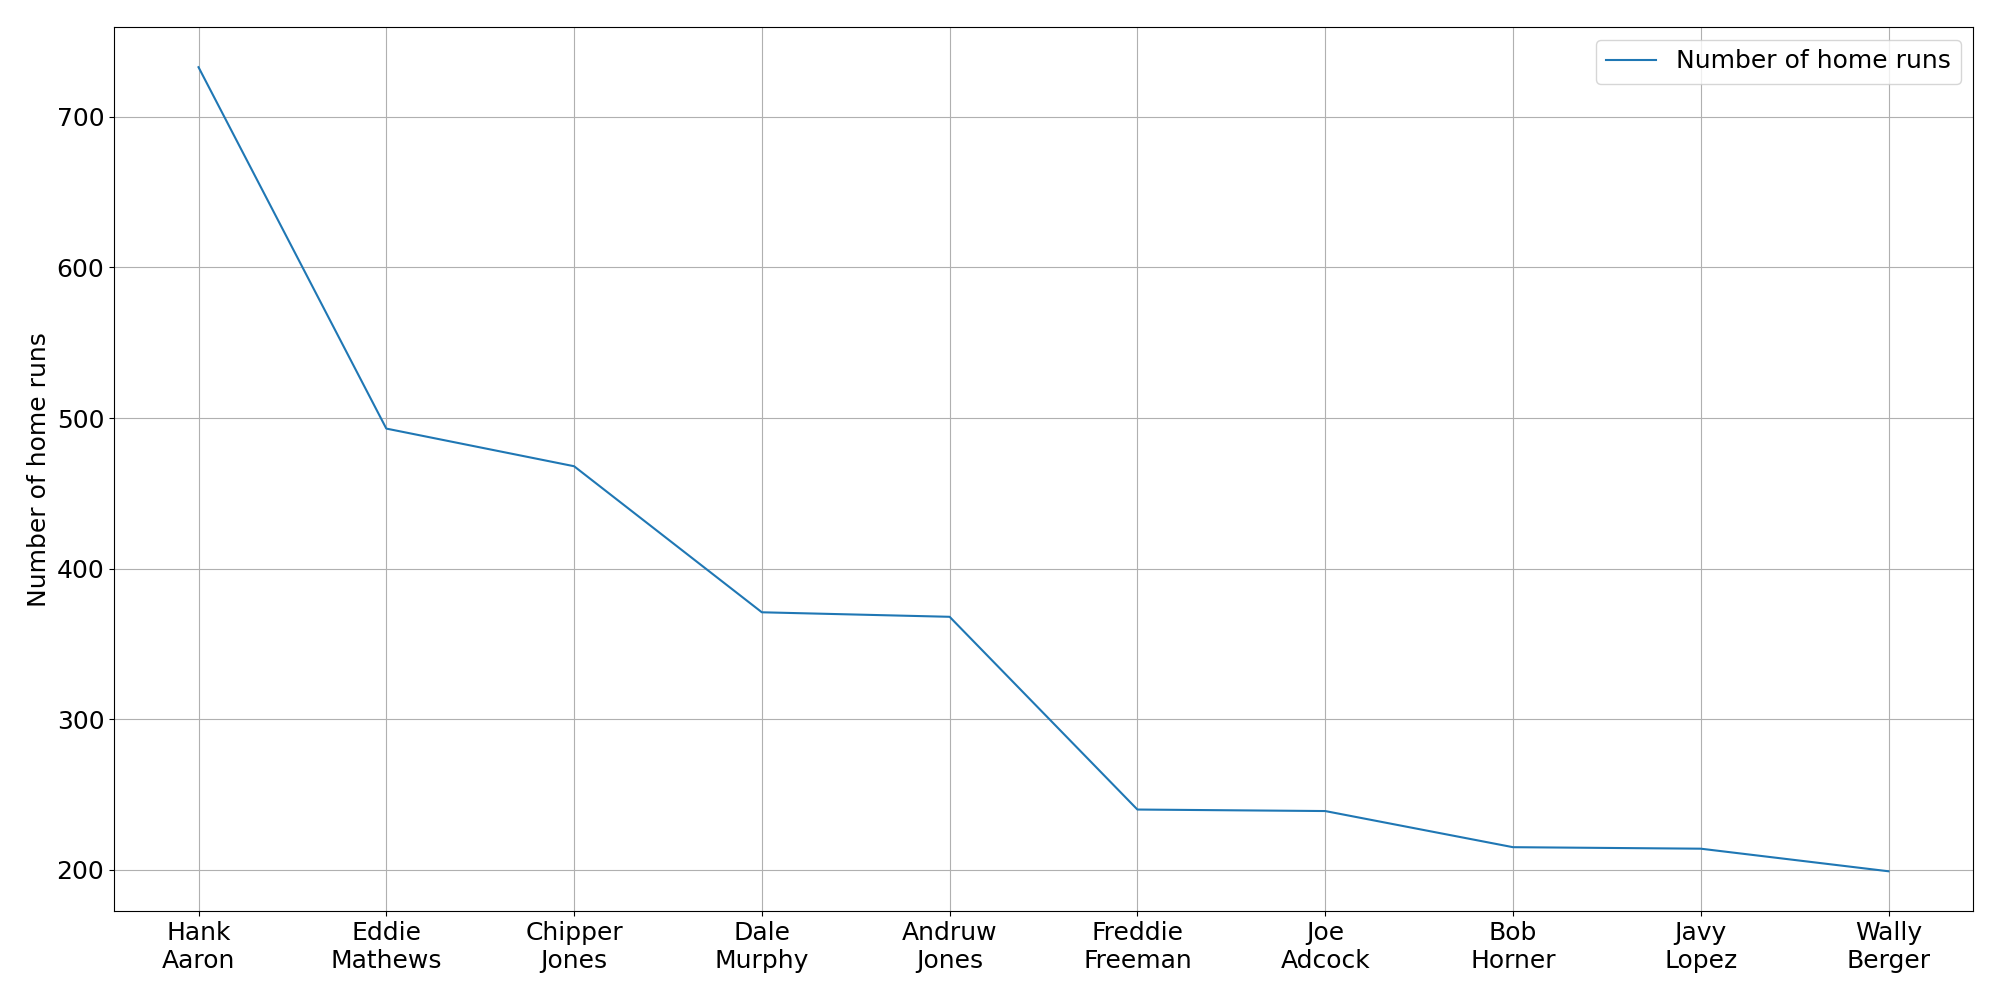 Number of home runs
700
600
500
400
300
200
Number of home runs
Hank
Aaron
Eddie
Mathews
Chipper
Jones
Dale
Murphy
Andruw
Jones
Freddie
Freeman
Joe
Adcock
Bob
Horner
Javy
Lopez
Wally
Berger